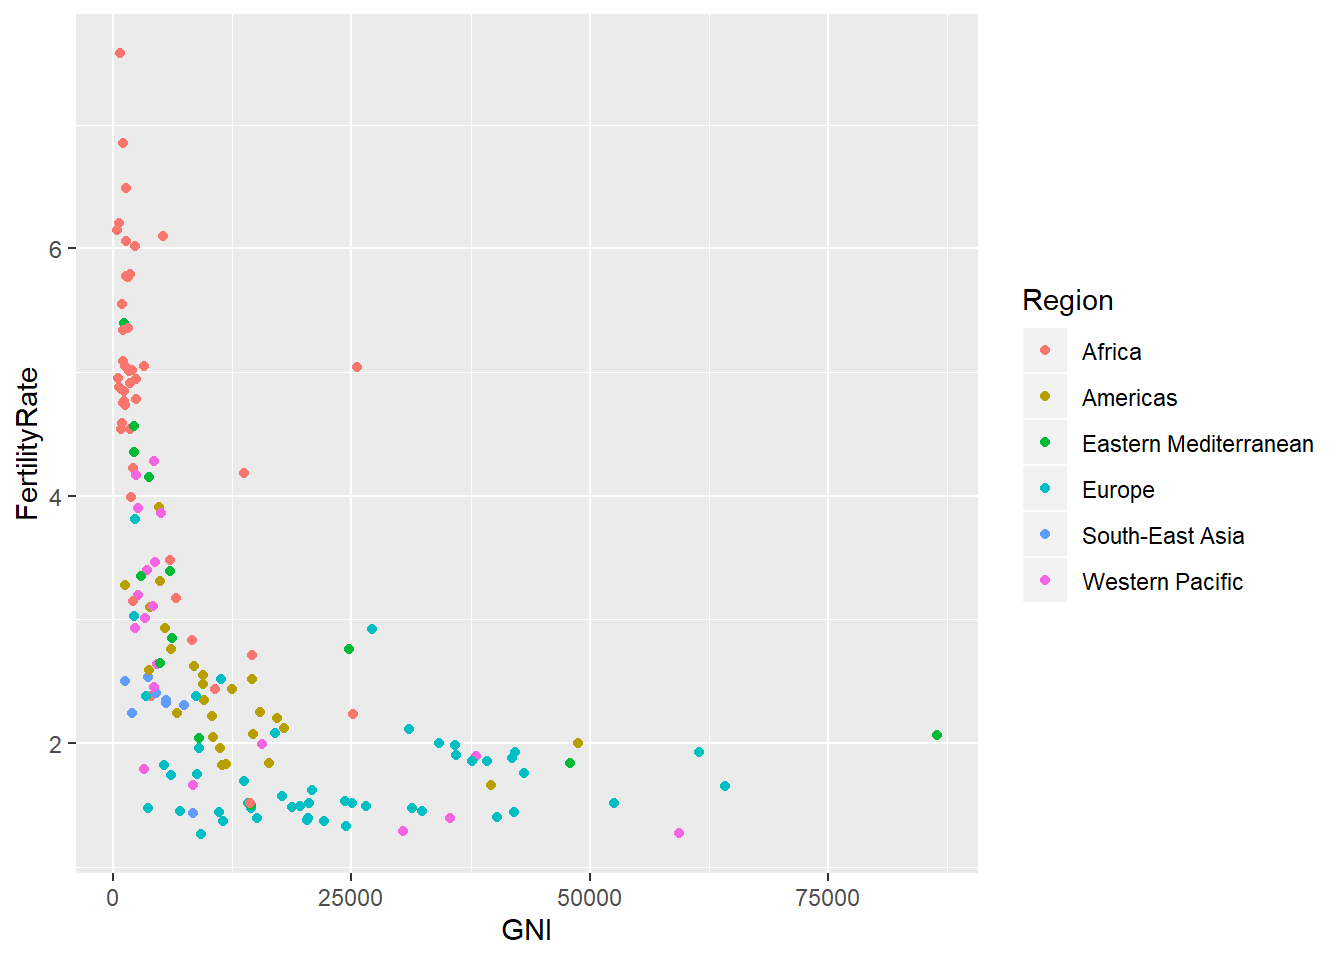 FertilityRate
6
4
2
0
25000
50000
75000
GNI
Region
Africa
Americas
Eastern Mediterranean
Europe
South-East Asia
Western Pacific